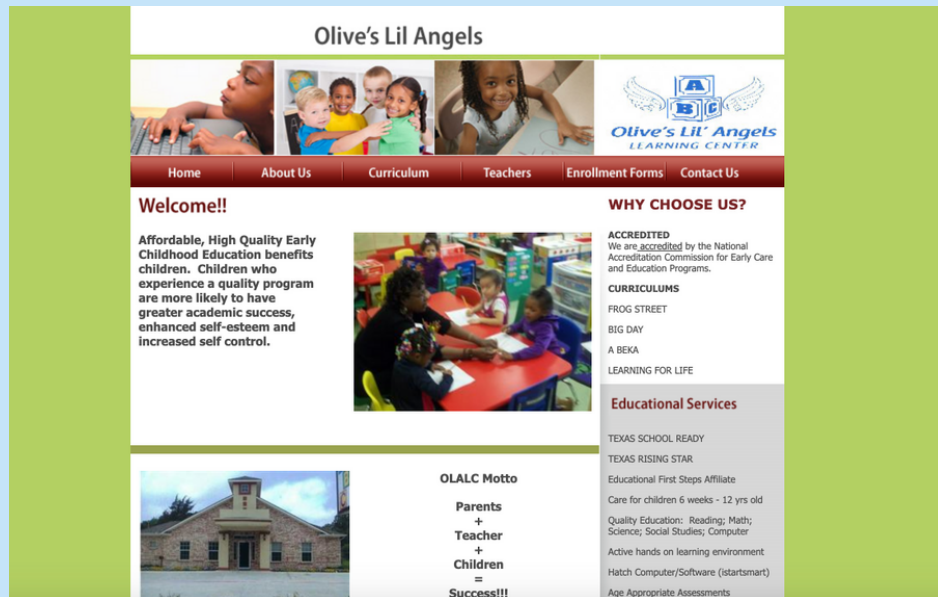 Olive's Lil Angels
A
B C
Olive's Lil' Angels
LEARNING CENTER
Home
About Us
Curriculum
Teachers
Enrollment Forms
Contact Us
Welcome!!
Affordable, High Quality Early
Childhood Education benefits
children. Children who
experience a quality program
are more likely to have
greater academic success,
enhanced self-esteem and
increased self control.
OLALC Motto
Parents
+
Teacher
+
Children
=
Success!!!
WHY CHOOSE US?
ACCREDITED
We are accredited by the National
Accreditation Commission for Early Care
and Education Programs.
CURRICULUMS
FROG STREET
BIG DAY
A BEKA
LEARNING FOR LIFE
Educational Services
TEXAS SCHOOL READY
TEXAS RISING STAR
Educational First Steps Affiliate
Care for children 6 weeks - 12 yrs old
Quality Education: Reading; Math;
Science; Social Studies; Computer
Active hands on learning environment
Hatch Computer/Software (istartsmart)
Age Appropriate Assessments